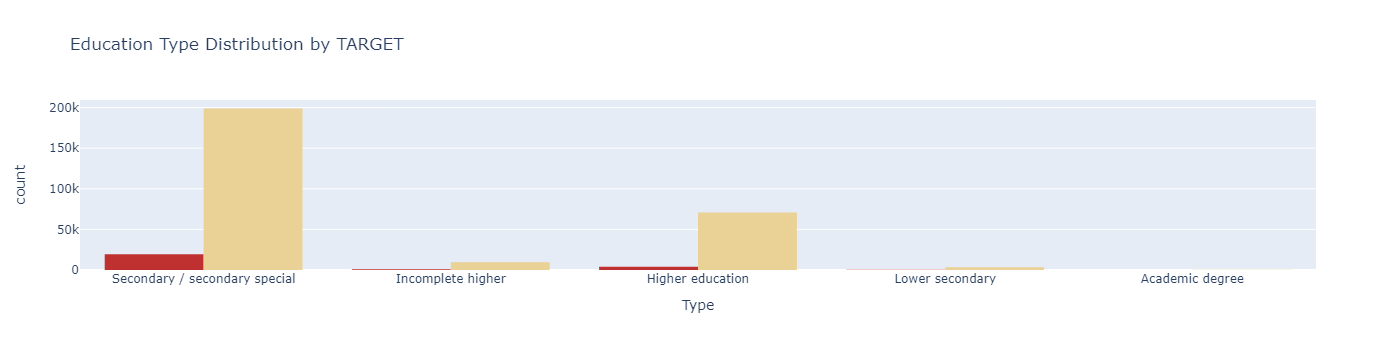 Education Type Distribution by TARGET
200k
150k
100k
50k
0
count
Secondary / secondary special
Incomplete higher
Higher education
Lower secondary
Academic degree
Type